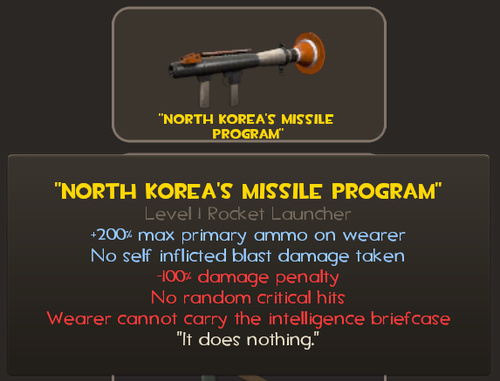 "NORTH KOREA'S MISSILE
PROGRAM"
"NORTH KOREA'S MISSILE PROGRAM"
Level 1 Rocket Launcher
+200% max primary ammo on wearer
No self inflicted blast damage taken
-100% damage penalty
No random critical hits
Wearer cannot carry the intelligence briefcase
"It does nothing."